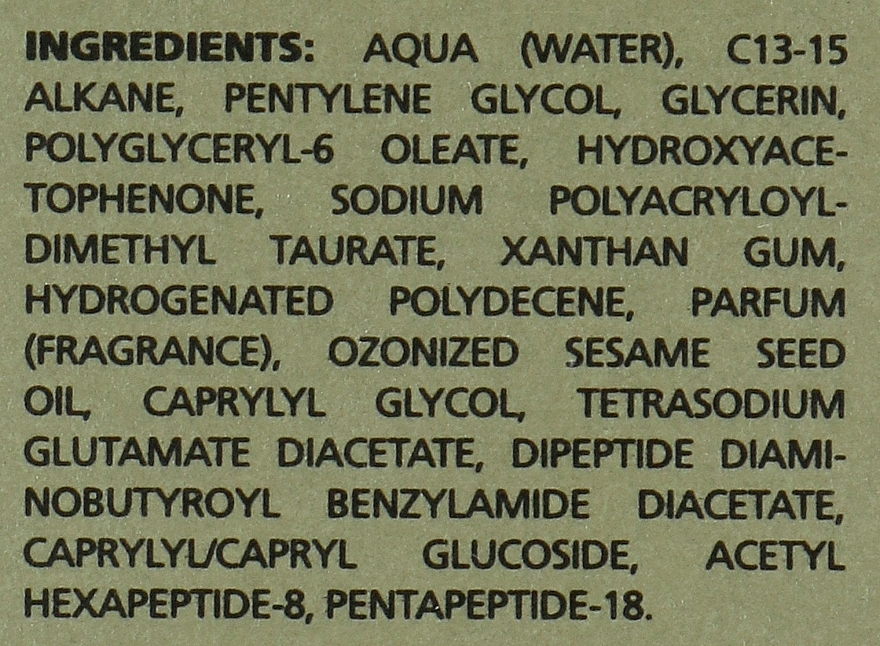 INGREDIENTS: AQUA (WATER), C13-15
ALKANE, PENTYLENE GLYCOL, GLYCERIN,
POLYGLYCERYL-6 OLEATE, HYDROXYACE-
TOPHENONE, SODIUM POLYACRYLOYL-
DIMETHYL TAURATE, XANTHAN GUM,
HYDROGENATED POLYDECENE, PARFUM
(FRAGRANCE), OZONIZED SESAME SEED
OIL, CAPRYLYL GLYCOL, TETRASODIUM
GLUTAMATE DIACETATE, DIPEPTIDE DIAMI-
NOBUTYROYL BENZYLAMIDE DIACETATE,
CAPRYLYL/CAPRYL GLUCOSIDE, ACETYL
HEXAPEPTIDE-8, PENTAPEPTIDE-18.